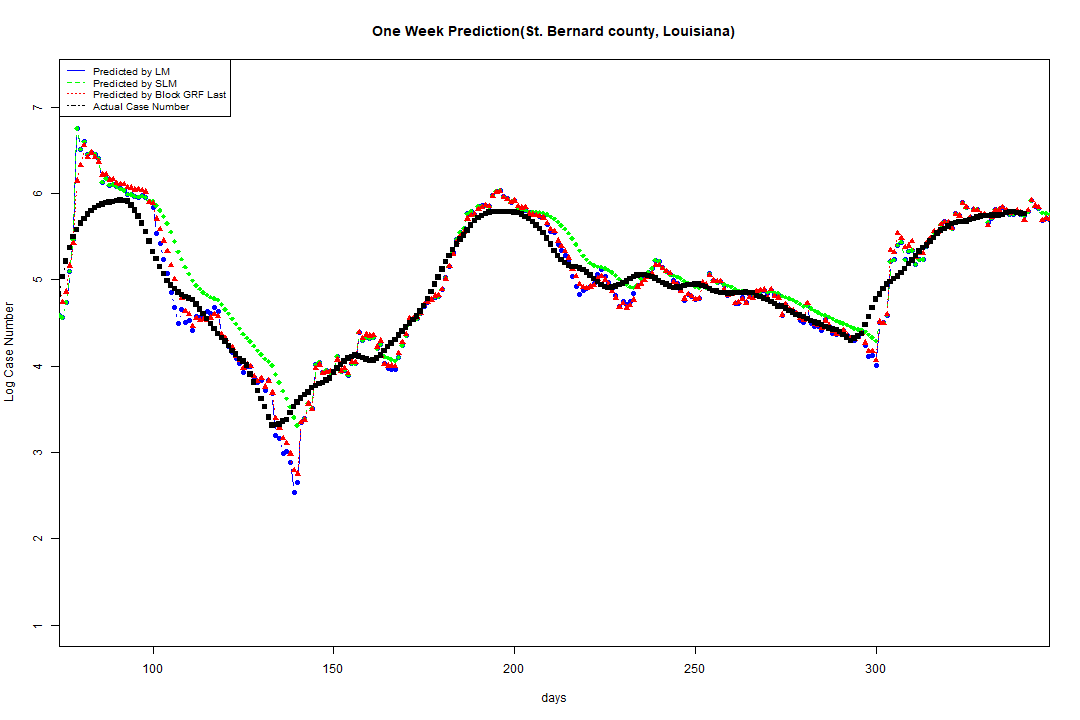 One Week Prediction(St. Bernard county, Louisiana)
Predicted by LM
Predicted by SLM
Predicted by Block GRF Last
Actual Case Number
7
6
5
4
3
2
1
Log Case Number
100 150 200 250 300
days